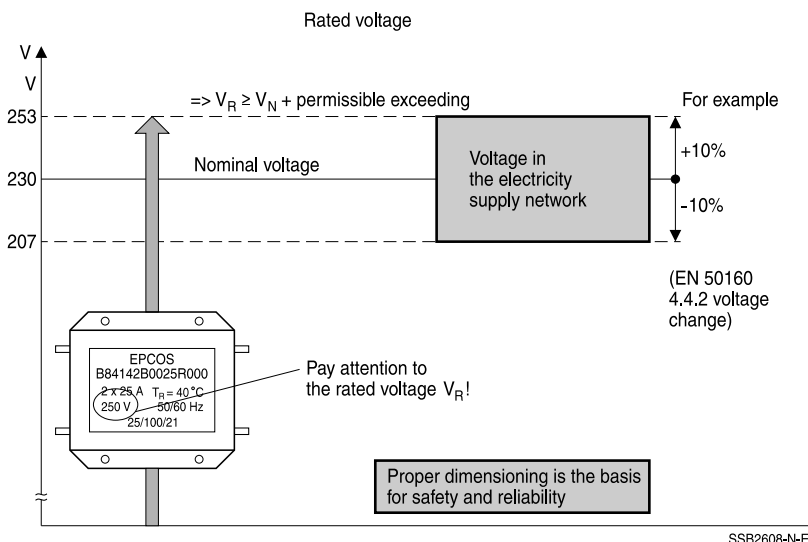 Rated voltage
V
V
253
=> V_R ≥ V_N + permissible exceeding
For example
+10%
Nominal voltage
Voltage in
the electricity
supply network
230
-10%
207
(EN 50160
4.4.2 voltage
change)
EPCOS
B84142B0025R000
2 x 25 A T_R = 40 °C
250 V 50/60 Hz
25/100/21
Pay attention to
the rated voltage V_R!
Proper dimensioning is the basis
for safety and reliability
SSB2608-N-E